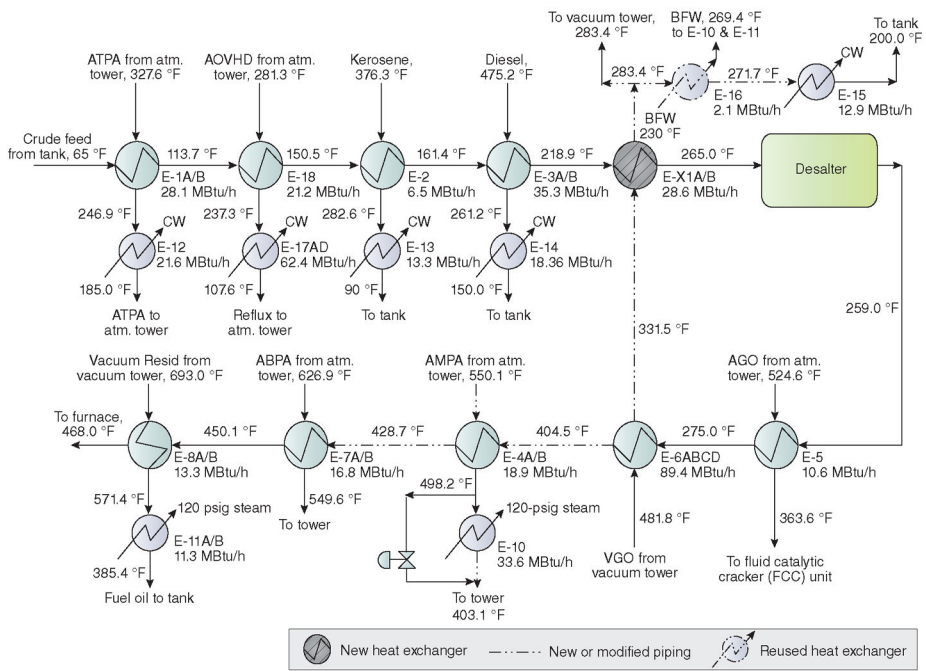 To vacuum tower,
283.4 °F
BFW, 269.4 °F
to E-10 & E-11
To tank
200.0 °F
ATPA from atm.
tower, 327.6 °F
AOVHD from atm.
tower, 281.3 °F
Kerosene,
376.3 °F
Diesel,
475.2 °F
283.4 °F
271.7 °F
CW
E-16
2.1 MBtu/h
E-15
12.9 MBtu/h
BFW
230 °F
Crude feed
from tank, 65 °F
113.7 °F
150.5 °F
161.4 °F
218.9 °F
265.0 °F
Desalter
E-1A/B
28.1 MBtu/h
E-18
21.2 MBtu/h
E-2
6.5 MBtu/h
E-3A/B
35.3 MBtu/h
E-X1A/B
28.6 MBtu/h
246.9 °F
CW
237.3 °F
CW
282.6 °F
CW
261.2 °F
CW
E-12
21.6 MBtu/h
E-17AD
62.4 MBtu/h
E-13
13.3 MBtu/h
E-14
18.36 MBtu/h
185.0 °F
107.6 °F
90 °F
150.0 °F
ATPA to
atm. tower
Reflux to
atm. tower
To tank
To tank
259.0 °F
331.5 °F
Vacuum Resid from
vacuum tower, 693.0 °F
ABPA from atm.
tower, 626.9 °F
AMPA from atm.
tower, 550.1 °F
AGO from atm.
tower, 524.6 °F
To furnace,
468.0 °F
450.1 °F
428.7 °F
404.5 °F
275.0 °F
E-8A/B
13.3 MBtu/h
E-7A/B
16.8 MBtu/h
E-4A/B
18.9 MBtu/h
E-6ABCD
89.4 MBtu/h
E-5
10.6 MBtu/h
571.4 °F
120 psig steam
549.6 °F
498.2 °F
120-psig steam
481.8 °F
363.6 °F
E-11A/B
11.3 MBtu/h
To tower
E-10
33.6 MBtu/h
385.4 °F
VGO from
vacuum tower
To fluid catalytic
cracker (FCC) unit
Fuel oil to tank
To tower
403.1 °F
New heat exchanger
New or modified piping
Reused heat exchanger